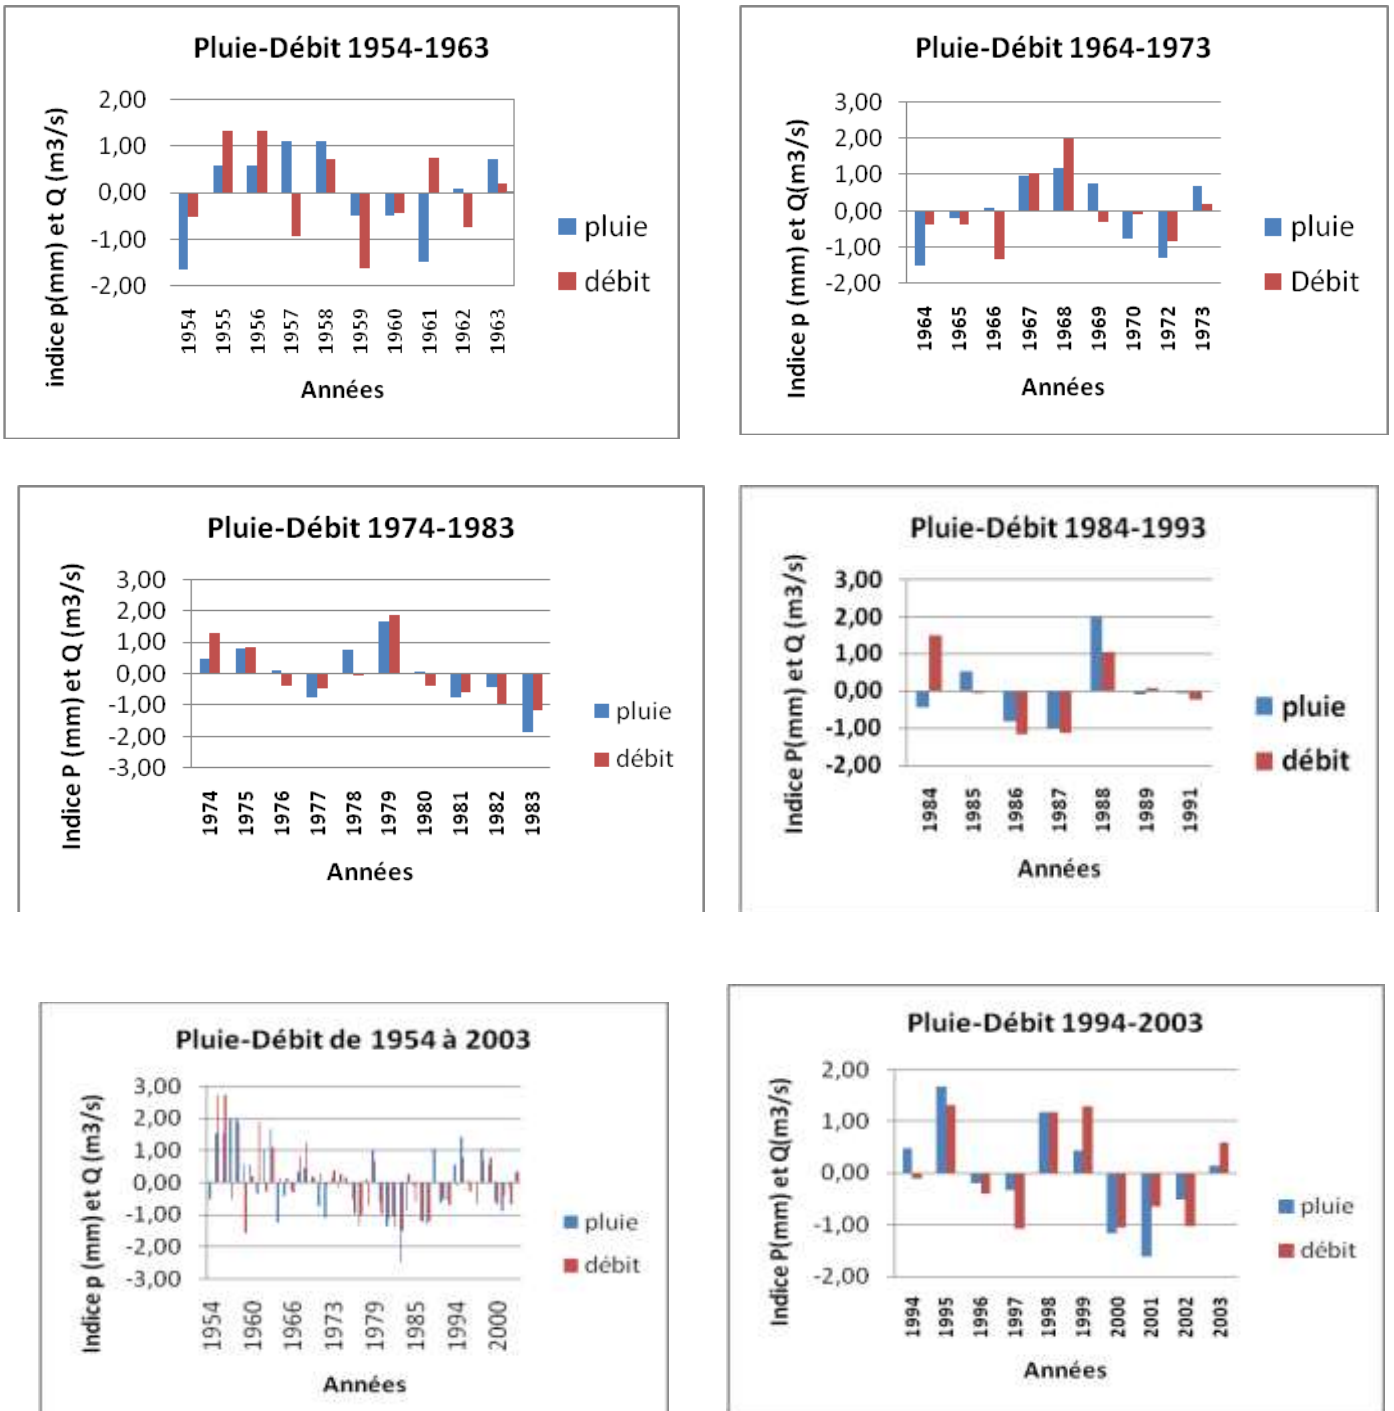 Pluie-Débit 1954-1963
indice p(mm) et Q (m3/s)
2,00
1,00
0,00
-1,00
-2,00
1954 1955 1956 1957 1958 1959 1960 1961 1962 1963
Années
pluie
débit
Pluie-Débit 1964-1973
Indice p (mm) et Q(m3/s)
3,00
2,00
1,00
0,00
-1,00
-2,00
1964 1965 1966 1967 1968 1969 1970 1972 1973
Années
pluie
Débit
Pluie-Débit 1974-1983
Indice P (mm) et Q (m3/s)
3,00
2,00
1,00
0,00
-1,00
-2,00
-3,00
1974 1975 1976 1977 1978 1979 1980 1981 1982 1983
Années
pluie
débit
Pluie-Débit 1984-1993
Indice P(mm) et Q (m3/s)
3,00
2,00
1,00
0,00
-1,00
-2,00
1984 1985 1986 1987 1988 1989 1991
Années
pluie
débit
Pluie-Débit de 1954 à 2003
Indice p (mm) et Q (m3/s)
3,00
2,00
1,00
0,00
-1,00
-2,00
-3,00
1954 1960 1966 1973 1979 1985 1994 2000
Années
pluie
débit
Pluie-Débit 1994-2003
Indice P(mm) et Q(m3/s)
2,00
1,00
0,00
-1,00
-2,00
1994 1995 1996 1997 1998 1999 2000 2001 2002 2003
Années
pluie
débit